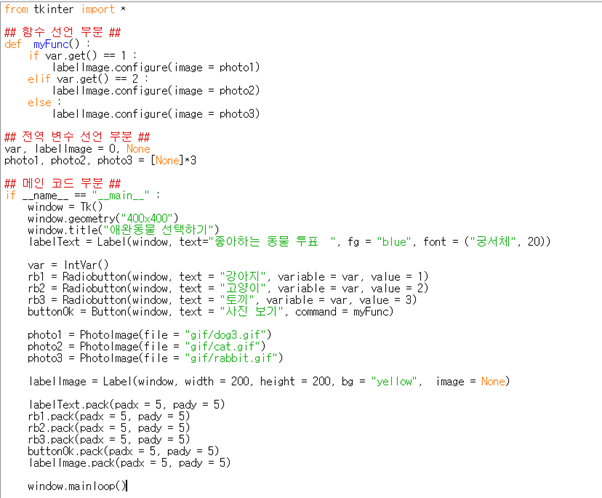 from tkinter import *
## 함수 선언 부분 ##
def myFunc() :
    if var.get() == 1 :
        labelImage.configure(image = photo1)
    elif var.get() == 2 :
        labelImage.configure(image = photo2)
    else :
        labelImage.configure(image = photo3)
## 전역 변수 선언 부분 ##
var, labelImage = 0, None
photo1, photo2, photo3 = [None]*3
## 메인 코드 부분 ##
if __name__ == "__main__" :
    window = Tk()
    window.geometry("400x400")
    window.title("애완동물 선택하기")
    labelText = Label(window, text="좋아하는 동물 투표  ", fg = "blue", font = ("궁서체", 20))
    var = IntVar()
    rb1 = Radiobutton(window, text = "강아지", variable = var, value = 1)
    rb2 = Radiobutton(window, text = "고양이", variable = var, value = 2)
    rb3 = Radiobutton(window, text = "토끼", variable = var, value = 3)
    buttonOk = Button(window, text = "사진 보기", command = myFunc)
    photo1 = PhotoImage(file = "gif/dog3.gif")
    photo2 = PhotoImage(file = "gif/cat.gif")
    photo3 = PhotoImage(file = "gif/rabbit.gif")
    labelImage = Label(window, width = 200, height = 200, bg = "yellow",  image = None)
    labelText.pack(padx = 5, pady = 5)
    rb1.pack(padx = 5, pady = 5)
    rb2.pack(padx = 5, pady = 5)
    rb3.pack(padx = 5, pady = 5)
    buttonOk.pack(padx = 5, pady = 5)
    labelImage.pack(padx = 5, pady = 5)
    window.mainloop()